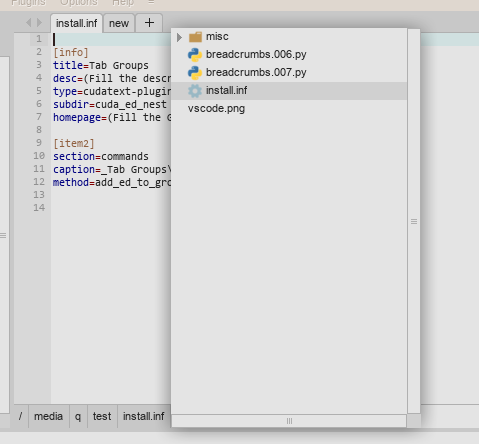 Plugins Options Help
install.inf new
1
2 [info]
3 title=Tab Groups
4 desc=(Fill the descr
5 type=cudatext-plugin
6 subdir=cuda_ed_nest
7 homepage=(Fill the G
8
9 [item2]
10 section=commands
11 caption=_Tab Groups\
12 method=add_ed_to_gro
13
14
misc
breadcrumbs.006.py
breadcrumbs.007.py
install.inf
vscode.png
/ media q test install.inf